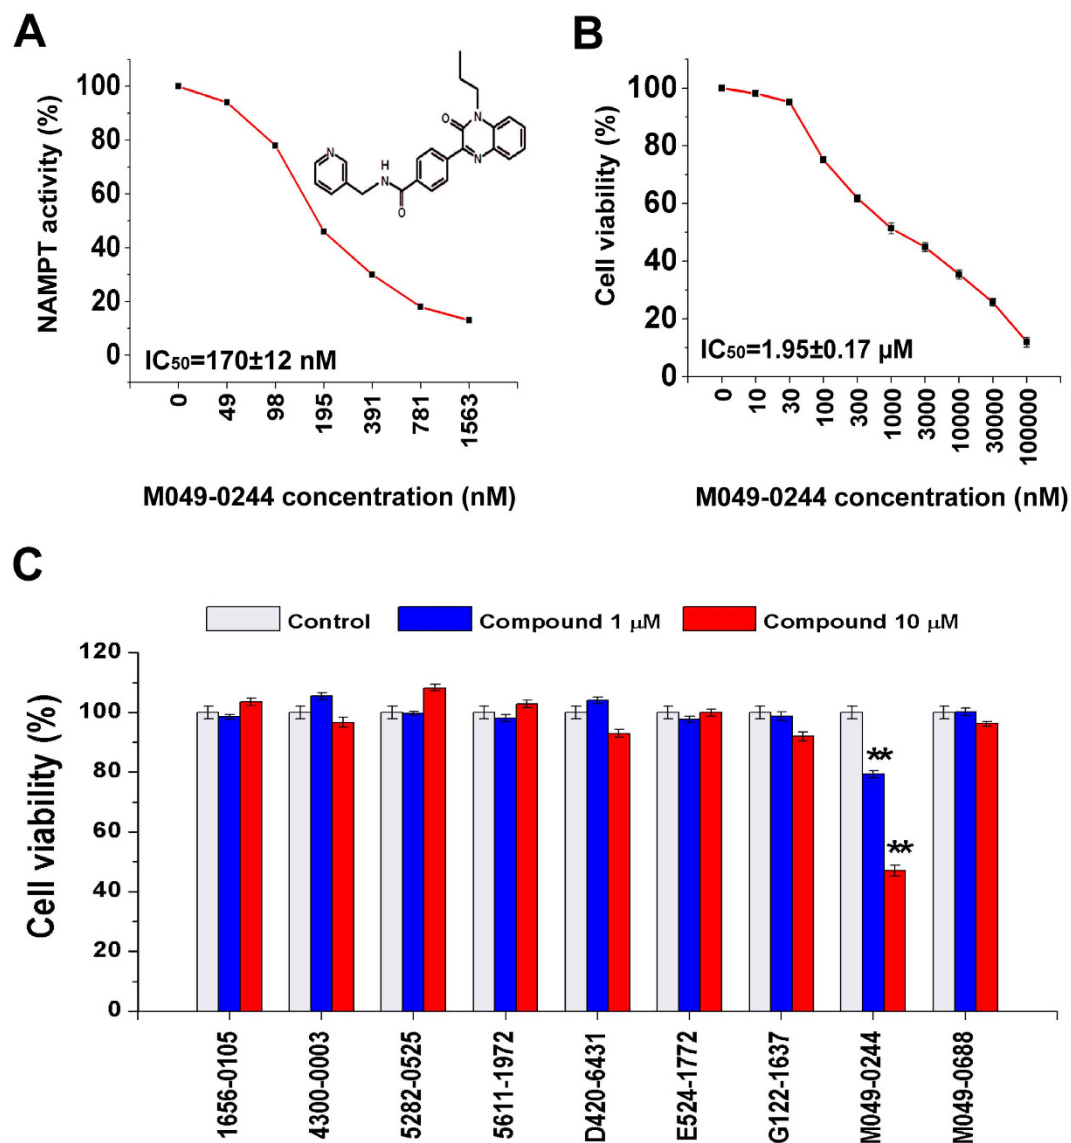 A
NAMPT activity (%)
100
80
60
40
20
0
O
N
N
N
H
N
O
IC50=170±12 nM
0 49 98 195 391 781 1563
M049-0244 concentration (nM)
B
Cell viability (%)
100
80
60
40
20
0
IC50=1.95±0.17 µM
0 10 30 100 300 1000 3000 10000 30000 100000
M049-0244 concentration (nM)
C
Control Compound 1 µM Compound 10 µM
Cell viability (%)
120
100
80
60
40
20
0
**
**
1656-0105 4300-0003 5282-0525 5611-1972 D420-6431 E524-1772 G122-1637 M049-0244 M049-0688